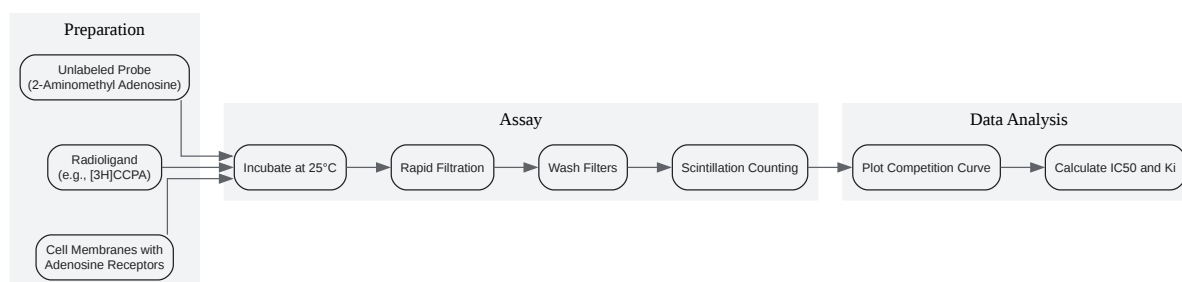 Preparation
Unlabeled Probe
(2-Aminomethyl Adenosine)
Radioligand
(e.g., [3H]CCPA)
Cell Membranes with
Adenosine Receptors
Assay
Incubate at 25°C
Rapid Filtration
Wash Filters
Scintillation Counting
Data Analysis
Plot Competition Curve
Calculate IC50 and Ki